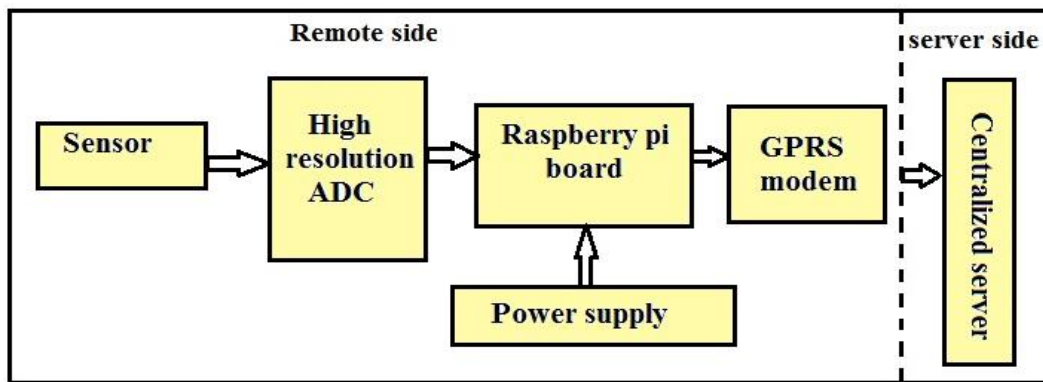 Remote side
server side
Sensor
High
resolution
ADC
Raspberry pi
board
GPRS
modem
Centralized server
Power supply